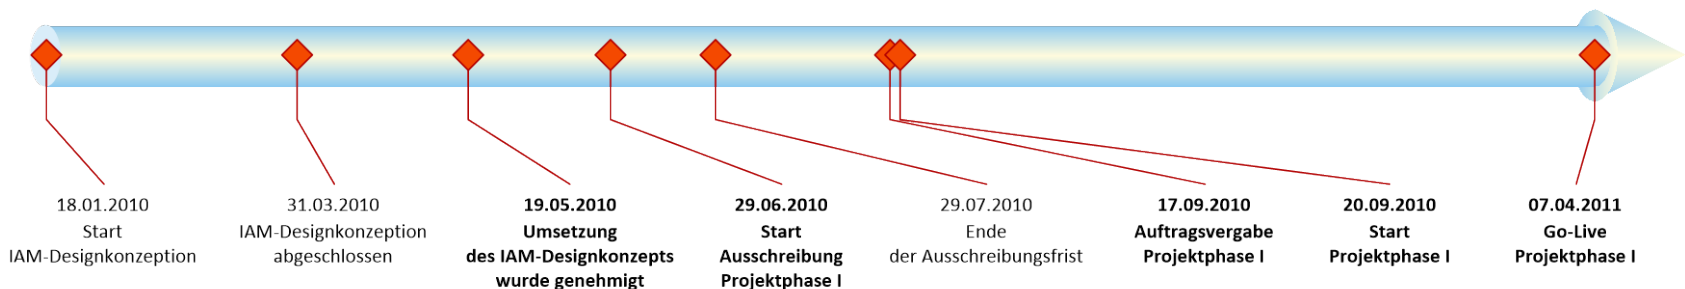 18.01.2010
Start
IAM-Designkonzeption
31.03.2010
IAM-Designkonzeption
abgeschlossen
19.05.2010
Umsetzung
des IAM-Designkonzepts
wurde genehmigt
29.06.2010
Start
Ausschreibung
Projektphase I
29.07.2010
Ende
der Ausschreibungsfrist
17.09.2010
Auftragsvergabe
Projektphase I
20.09.2010
Start
Projektphase I
07.04.2011
Go-Live
Projektphase I